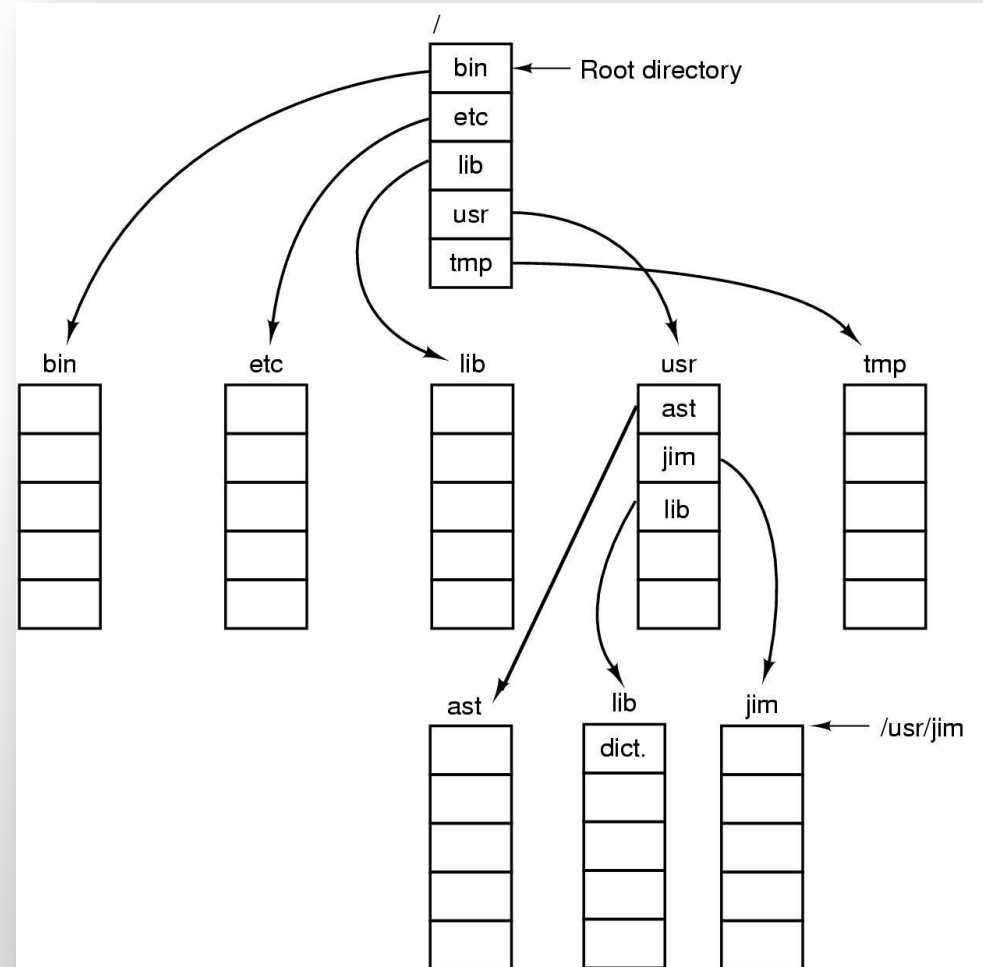 /
bin
Root directory
etc
lib
usr
tmp
bin
etc
lib
usr
tmp
ast
jim
lib
ast
lib
jim
/usr/jim
dict.